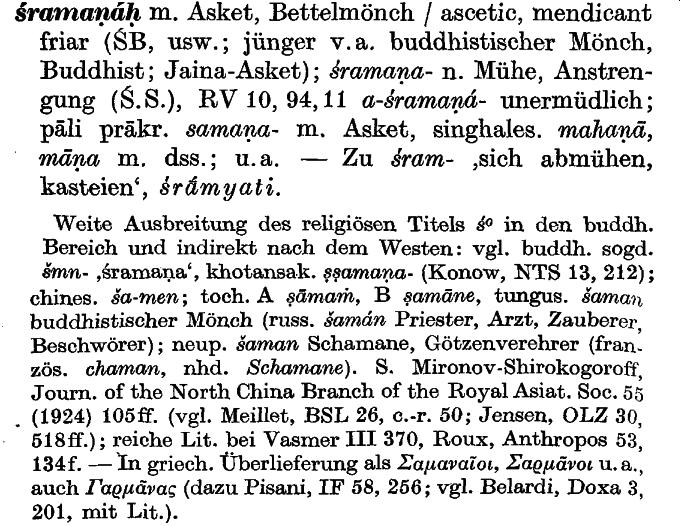 śramaṇáḥ m. Asket, Bettelmönch / ascetic, mendicant
friar (ŚB, usw.; jünger v. a. buddhistischer Mönch,
Buddhist; Jaina-Asket); śramaṇa- n. Mühe, Anstren-
gung (Ś.S.), RV 10, 94, 11 a-śramaṇá- unermüdlich;
pāli prākr. samaṇa- m. Asket, singhales. mahaṇā,
māṇa m. dss.; u. a. — Zu śram- ‚sich abmühen,
kasteien‘, śrā́myati.
Weite Ausbreitung des religiösen Titels ś° in den buddh.
Bereich und indirekt nach dem Westen: vgl. buddh. sogd.
šmn- ‚śramaṇa‘, khotansak. ṣṣamaṇa- (Konow, NTS 13, 212);
chines. ša-men; toch. A ṣāmaṁ, B ṣamāne, tungus. šaman
buddhistischer Mönch (russ. šamán Priester, Arzt, Zauberer,
Beschwörer); neup. šaman Schamane, Götzenverehrer (fran-
zös. chaman, nhd. Schamane). S. Mironov-Shirokogoroff,
Journ. of the North China Branch of the Royal Asiat. Soc. 55
(1924) 105ff. (vgl. Meillet, BSL 26, c.-r. 50; Jensen, OLZ 30,
518ff.); reiche Lit. bei Vasmer III 370, Roux, Anthropos 53,
134f. — In griech. Überlieferung als Σαμαναῖοι, Σαρμᾶνοι u. a.,
auch Γαρμᾶνας (dazu Pisani, IF 58, 256; vgl. Belardi, Doxa 3,
201, mit Lit.).